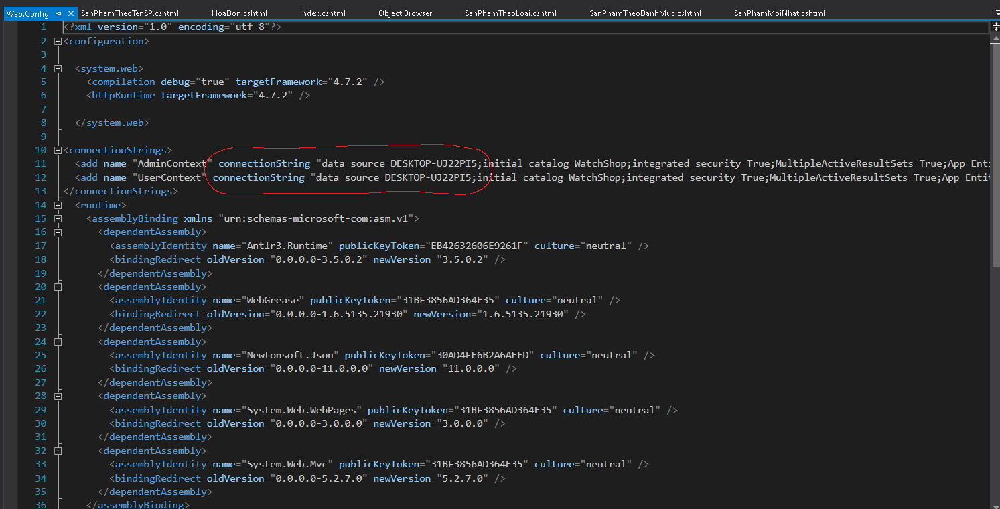 Web.Config SanPhamTheoTenSP.cshtml HoaDon.cshtml Index.cshtml Object Browser SanPhamTheoLoai.cshtml SanPhamTheoDanhMuc.cshtml SanPhamMoiNhat.cshtml
1 <?xml version="1.0" encoding="utf-8"?>
2 <configuration>
3
4 <system.web>
5 <compilation debug="true" targetFramework="4.7.2" />
6 <httpRuntime targetFramework="4.7.2" />
7
8 </system.web>
9
10 <connectionStrings>
11 <add name="AdminContext" connectionString="data source=DESKTOP-UJ22PI5;initial catalog=WatchShop;integrated security=True;MultipleActiveResultSets=True;App=Enti
12 <add name="UserContext" connectionString="data source=DESKTOP-UJ22PI5;initial catalog=WatchShop;integrated security=True;MultipleActiveResultSets=True;App=Entit
13 </connectionStrings>
14 <runtime>
15 <assemblyBinding xmlns="urn:schemas-microsoft-com:asm.v1">
16 <dependentAssembly>
17 <assemblyIdentity name="Antlr3.Runtime" publicKeyToken="EB42632606E9261F" culture="neutral" />
18 <bindingRedirect oldVersion="0.0.0.0-3.5.0.2" newVersion="3.5.0.2" />
19 </dependentAssembly>
20 <dependentAssembly>
21 <assemblyIdentity name="WebGrease" publicKeyToken="31BF3856AD364E35" culture="neutral" />
22 <bindingRedirect oldVersion="0.0.0.0-1.6.5135.21930" newVersion="1.6.5135.21930" />
23 </dependentAssembly>
24 <dependentAssembly>
25 <assemblyIdentity name="Newtonsoft.Json" publicKeyToken="30AD4FE6B2A6AEED" culture="neutral" />
26 <bindingRedirect oldVersion="0.0.0.0-11.0.0.0" newVersion="11.0.0.0" />
27 </dependentAssembly>
28 <dependentAssembly>
29 <assemblyIdentity name="System.Web.WebPages" publicKeyToken="31BF3856AD364E35" culture="neutral" />
30 <bindingRedirect oldVersion="0.0.0.0-3.0.0.0" newVersion="3.0.0.0" />
31 </dependentAssembly>
32 <dependentAssembly>
33 <assemblyIdentity name="System.Web.Mvc" publicKeyToken="31BF3856AD364E35" culture="neutral" />
34 <bindingRedirect oldVersion="0.0.0.0-5.2.7.0" newVersion="5.2.7.0" />
35 </dependentAssembly>
36 </assemblyBinding>